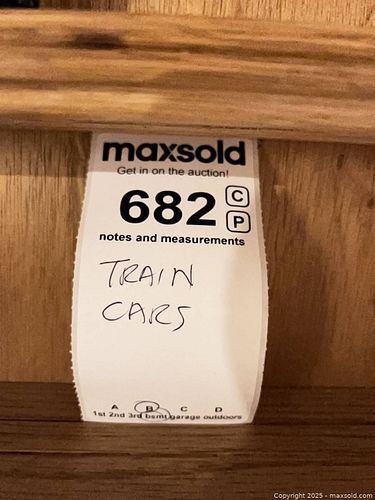 maxsold
Get in on the auction!
682 C
P
notes and measurements
TRAIN
CARS
A B C D
1st 2nd 3rd bsmt garage outdoors
Copyright 2025 - maxsold.com